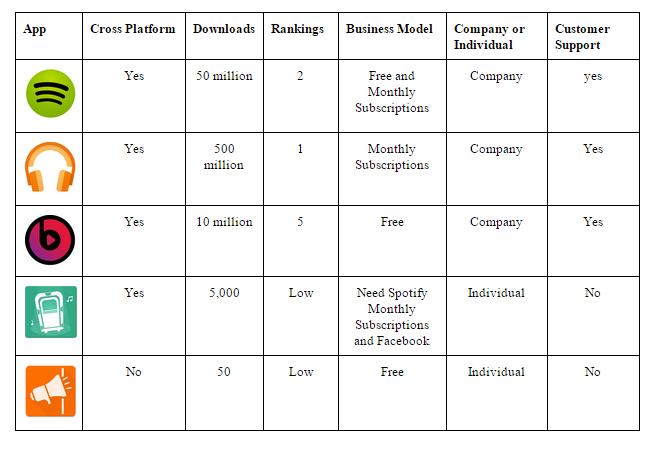 App Cross Platform Downloads Rankings Business Model Company or Individual Customer Support
Yes 50 million 2 Free and Monthly Subscriptions Company yes
Yes 500 million 1 Monthly Subscriptions Company Yes
b Yes 10 million 5 Free Company Yes
Yes 5,000 Low Need Spotify Monthly Subscriptions and Facebook Individual No
No 50 Low Free Individual No